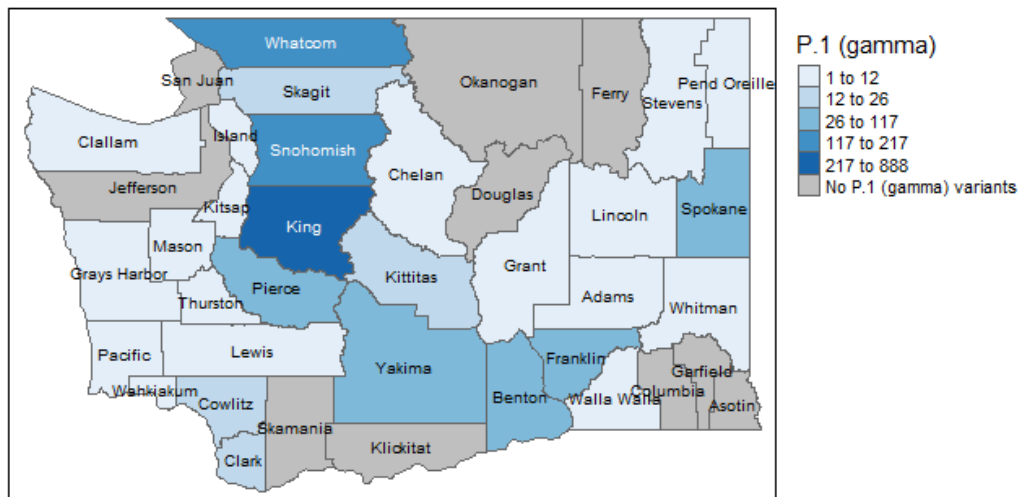 P.1 (gamma)
1 to 12
12 to 26
26 to 117
117 to 217
217 to 888
No P.1 (gamma) variants
Whatcom
San Juan
Skagit
Okanogan
Ferry
Stevens
Pend Oreille
Clallam
Island
Snohomish
Chelan
Jefferson
Kitsap
King
Douglas
Lincoln
Spokane
Mason
Grays Harbor
Thurston
Pierce
Kittitas
Grant
Adams
Whitman
Pacific
Lewis
Yakima
Benton
Franklin
Walla Walla
Columbia
Garfield
Asotin
Wahkiakum
Cowlitz
Skamania
Klickitat
Clark